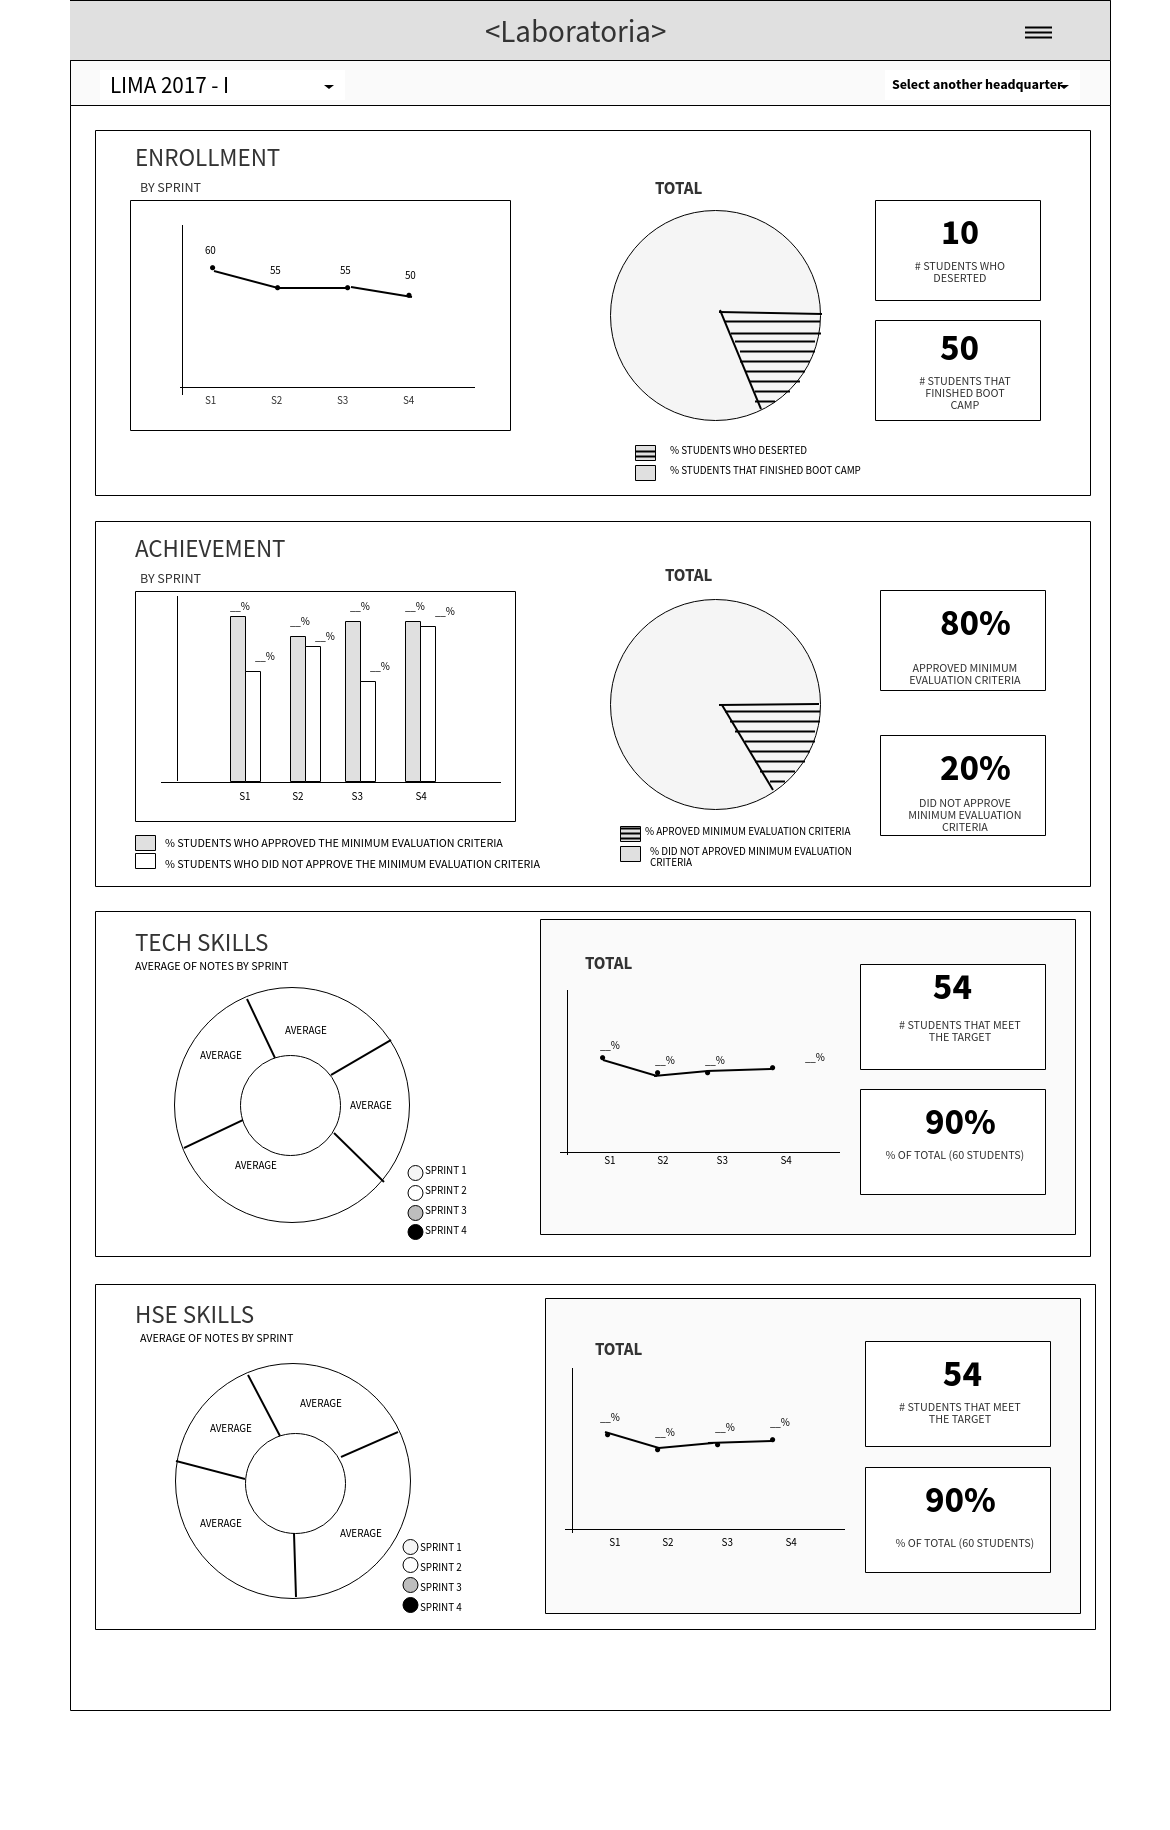 <Laboratoria>
LIMA 2017 - I
Select another headquarter
ENROLLMENT
BY SPRINT
60
55
55
50
S1
S2
S3
S4
TOTAL
% STUDENTS WHO DESERTED
% STUDENTS THAT FINISHED BOOT CAMP
10
# STUDENTS WHO
DESERTED
50
# STUDENTS THAT
FINISHED BOOT
CAMP
ACHIEVEMENT
BY SPRINT
__%
__%
__%
__%
__%
__%
__%
__%
S1
S2
S3
S4
% STUDENTS WHO APPROVED THE MINIMUM EVALUATION CRITERIA
% STUDENTS WHO DID NOT APPROVE THE MINIMUM EVALUATION CRITERIA
TOTAL
% APROVED MINIMUM EVALUATION CRITERIA
% DID NOT APROVED MINIMUM EVALUATION
CRITERIA
80%
APPROVED MINIMUM
EVALUATION CRITERIA
20%
DID NOT APPROVE
MINIMUM EVALUATION
CRITERIA
TECH SKILLS
AVERAGE OF NOTES BY SPRINT
AVERAGE
AVERAGE
AVERAGE
AVERAGE
SPRINT 1
SPRINT 2
SPRINT 3
SPRINT 4
TOTAL
__%
__%
__%
__%
S1
S2
S3
S4
54
# STUDENTS THAT MEET
THE TARGET
90%
% OF TOTAL (60 STUDENTS)
HSE SKILLS
AVERAGE OF NOTES BY SPRINT
AVERAGE
AVERAGE
AVERAGE
AVERAGE
SPRINT 1
SPRINT 2
SPRINT 3
SPRINT 4
TOTAL
__%
__%
__%
__%
S1
S2
S3
S4
54
# STUDENTS THAT MEET
THE TARGET
90%
% OF TOTAL (60 STUDENTS)